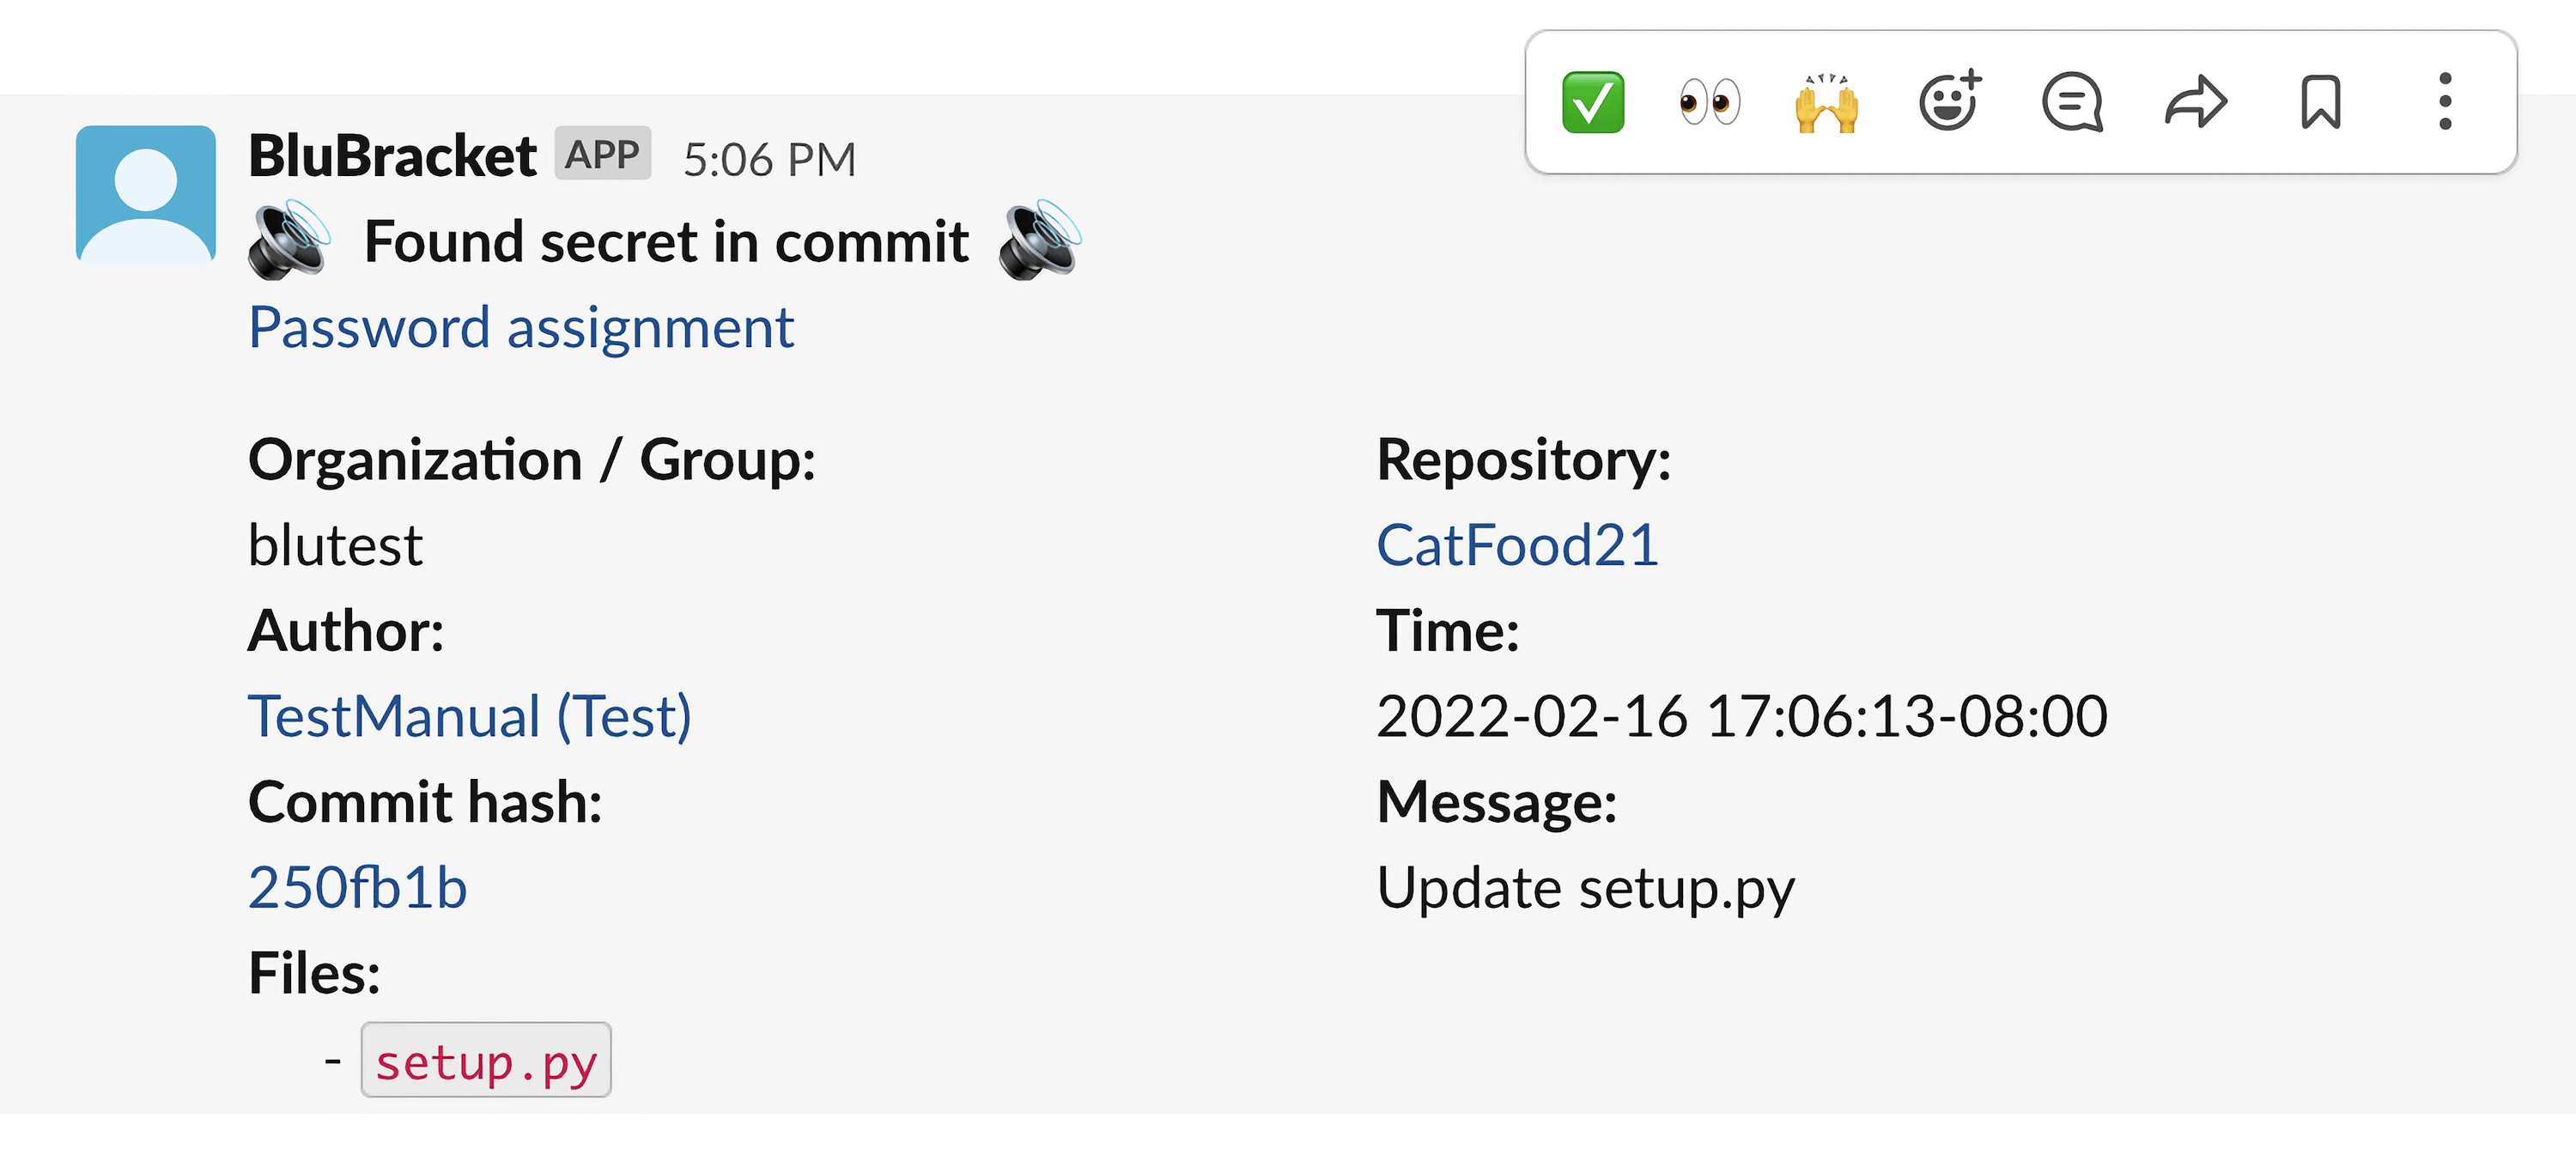 BluBracket APP 5:06 PM
Found secret in commit
Password assignment
Organization / Group:
blutest
Repository:
CatFood21
Author:
TestManual (Test)
Time:
2022-02-16 17:06:13-08:00
Commit hash:
250fb1b
Message:
Update setup.py
Files:
- setup.py